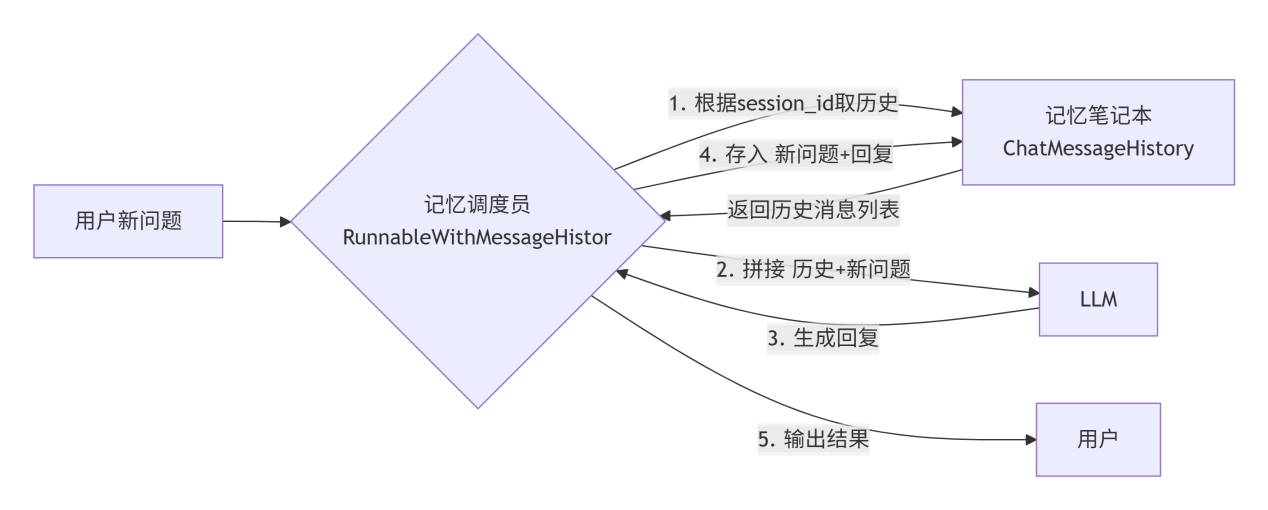 用户新问题
记忆调度员
RunnableWithMessageHistor
1. 根据session_id取历史
4. 存入 新问题+回复
返回历史消息列表
2. 拼接 历史+新问题
3. 生成回复
5. 输出结果
记忆笔记本
ChatMessageHistory
LLM
用户